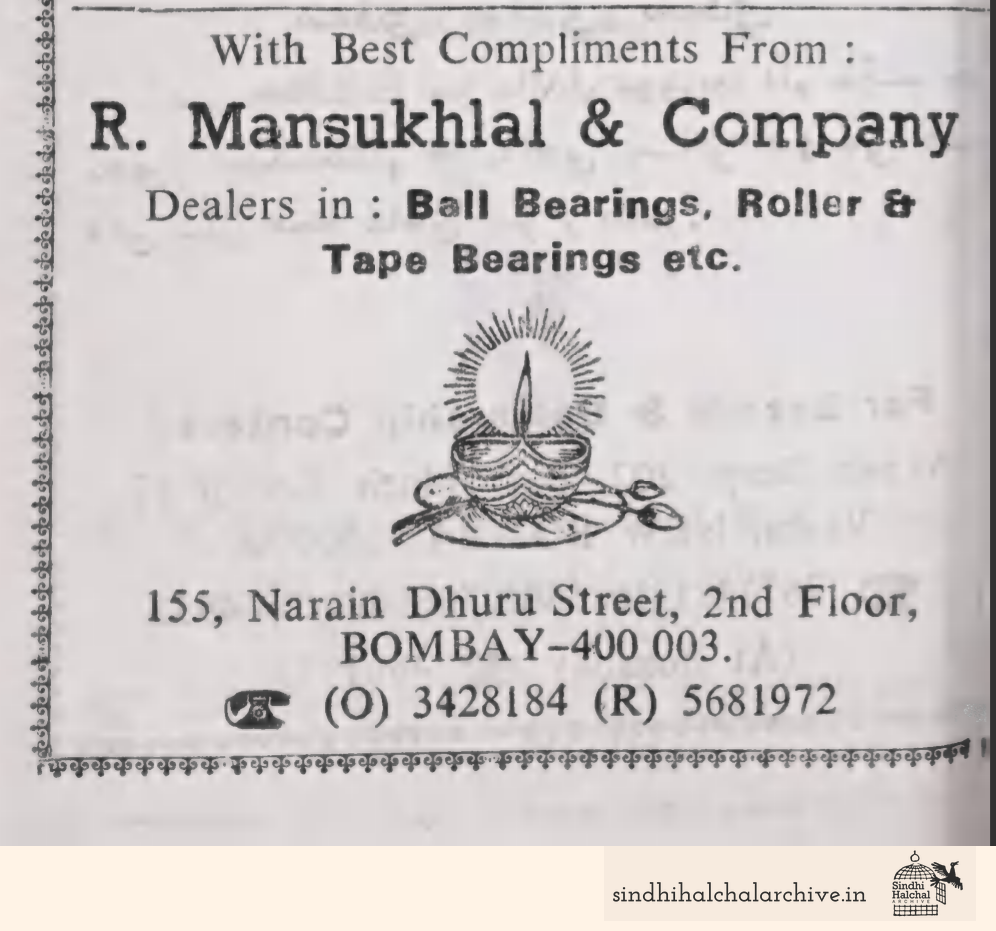 With Best Compliments From :
R. Mansukhlal & Company
Dealers in : Ball Bearings, Roller &
Tape Bearings etc.
155, Narain Dhuru Street, 2nd Floor,
BOMBAY–400 003.
(O) 3428184 (R) 5681972
sindhihalchalarchive.in
Sindhi
Halchal
ARCHIVE